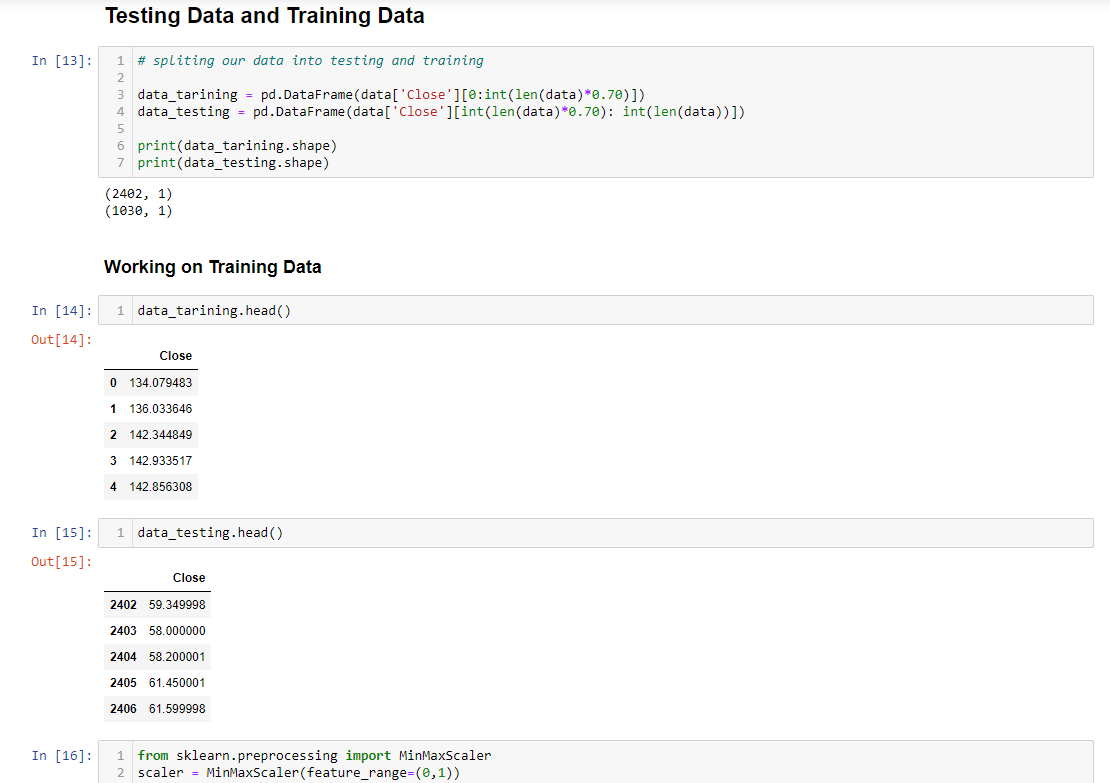 Testing Data and Training Data
In [13]:
1 # spliting our data into testing and training
2
3 data_tarining = pd.DataFrame(data['Close'][0:int(len(data)*0.70)])
4 data_testing = pd.DataFrame(data['Close'][int(len(data)*0.70): int(len(data))])
5
6 print(data_tarining.shape)
7 print(data_testing.shape)
(2402, 1)
(1030, 1)
Working on Training Data
In [14]:
1 data_tarining.head()
Out[14]:
Close
0 134.079483
1 136.033646
2 142.344849
3 142.933517
4 142.856308
In [15]:
1 data_testing.head()
Out[15]:
Close
2402 59.349998
2403 58.000000
2404 58.200001
2405 61.450001
2406 61.599998
In [16]:
1 from sklearn.preprocessing import MinMaxScaler
2 scaler = MinMaxScaler(feature_range=(0,1))